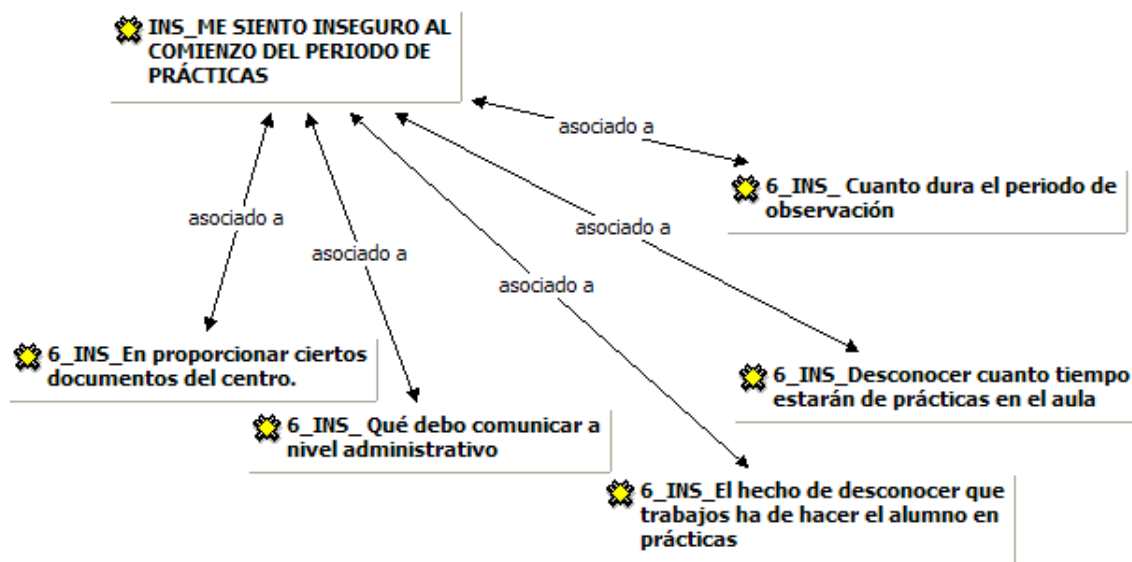 INS_ME SIENTO INSEGURO AL
COMIENZO DEL PERIODO DE
PRÁCTICAS
asociado a
6_INS_ Cuanto dura el periodo de
observación
asociado a
asociado a
asociado a
asociado a
6_INS_En proporcionar ciertos
documentos del centro.
6_INS_Desconocer cuanto tiempo
estarán de prácticas en el aula
6_INS_ Qué debo comunicar a
nivel administrativo
6_INS_El hecho de desconocer que
trabajos ha de hacer el alumno en
prácticas